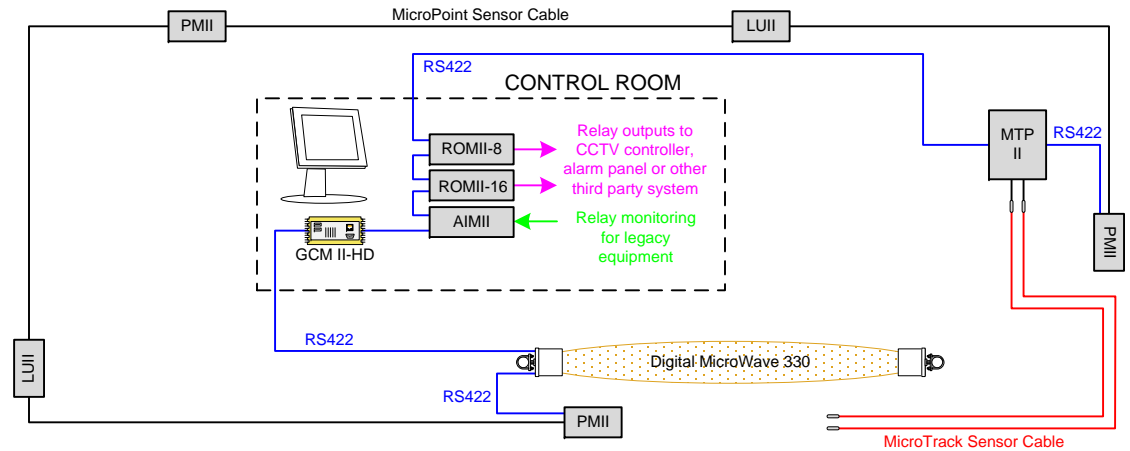 MicroPoint Sensor Cable
PMII
LUII
RS422
CONTROL ROOM
ROMII-8
Relay outputs to
CCTV controller,
alarm panel or other
third party system
MTP
II
RS422
ROMII-16
AIMII
Relay monitoring
for legacy
equipment
GCM II-HD
PMII
RS422
LUII
Digital MicroWave 330
RS422
PMII
MicroTrack Sensor Cable